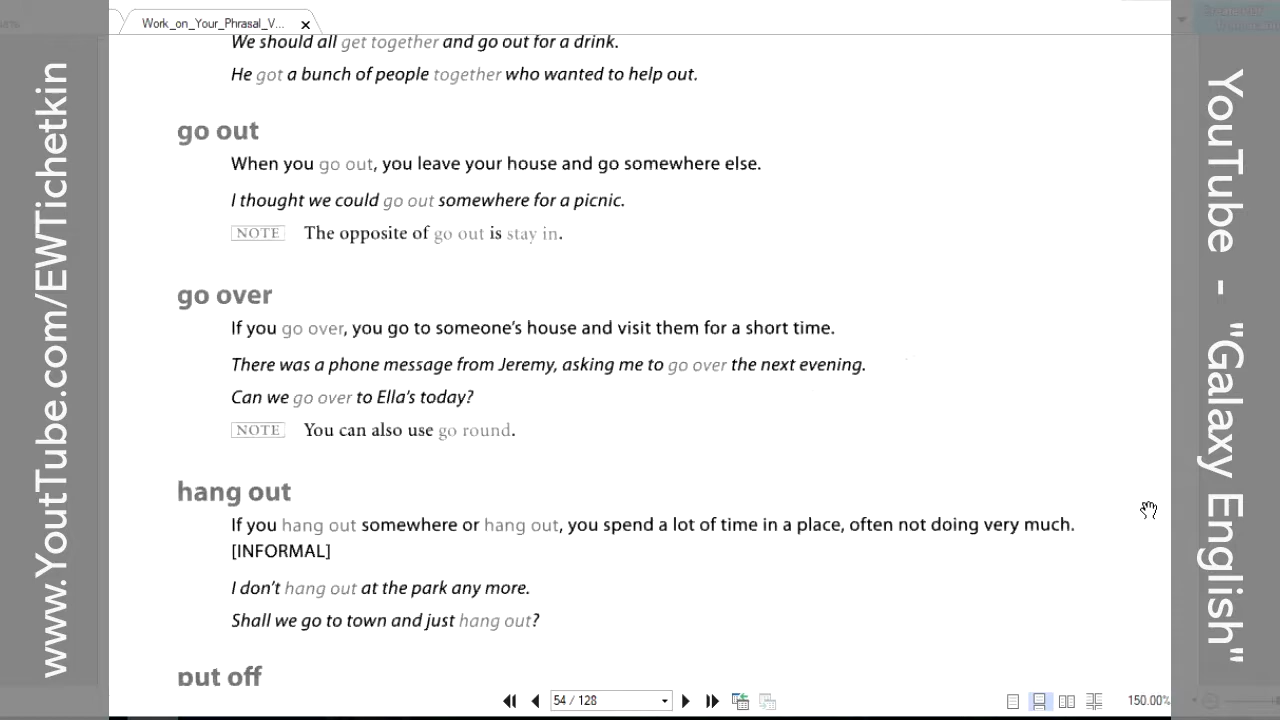 Work_on_Your_Phrasal_V...
We should all get together and go out for a drink.
He got a bunch of people together who wanted to help out.
go out
When you go out, you leave your house and go somewhere else.
I thought we could go out somewhere for a picnic.
NOTE The opposite of go out is stay in.
go over
If you go over, you go to someone's house and visit them for a short time.
There was a phone message from Jeremy, asking me to go over the next evening.
Can we go over to Ella's today?
NOTE You can also use go round.
hang out
If you hang out somewhere or hang out, you spend a lot of time in a place, often not doing very much.
[INFORMAL]
I don't hang out at the park any more.
Shall we go to town and just hang out?
put off
54 / 128
150.00%
www.YoutTube.com/EWTichetkin
YouTube - "Galaxy English"